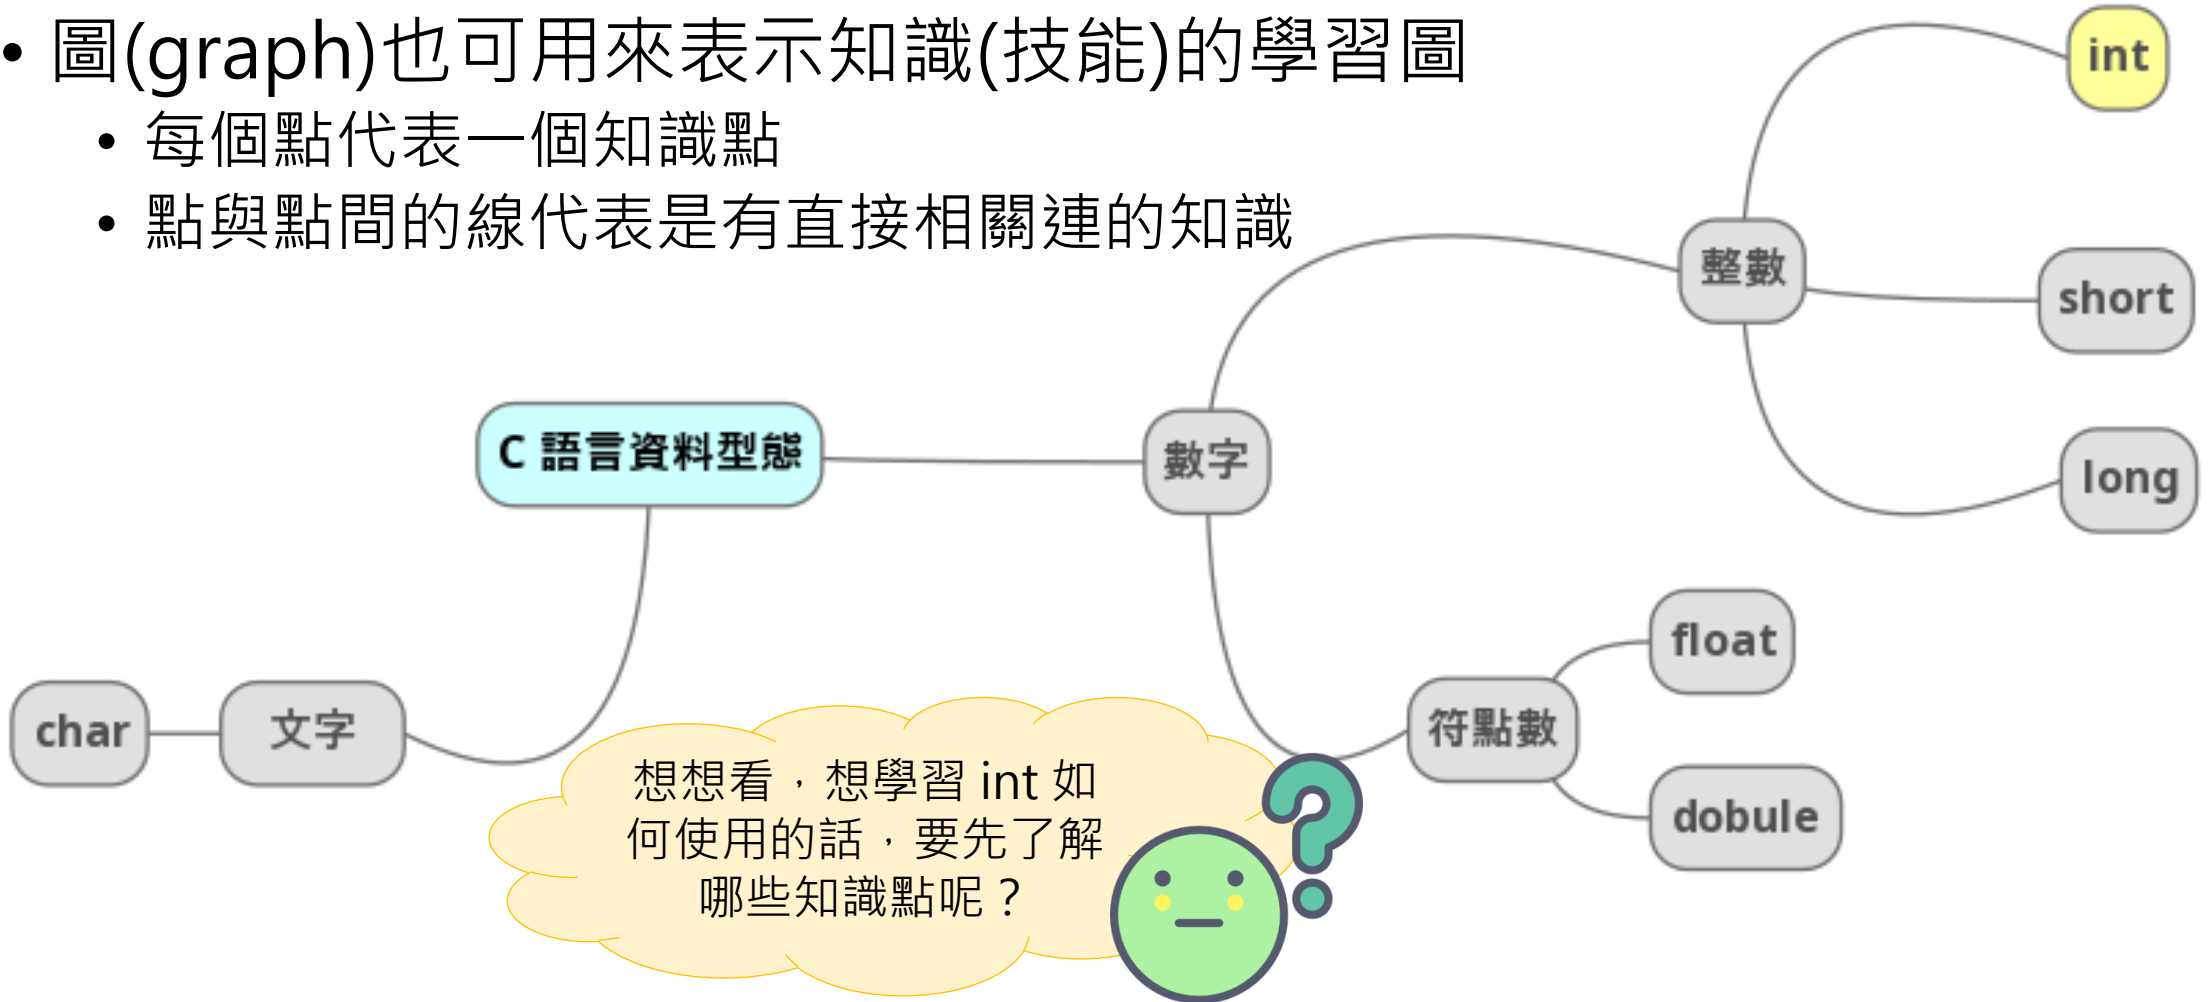 • 圖(graph)也可用來表示知識(技能)的學習圖
• 每個點代表一個知識點
• 點與點間的線代表是有直接相關連的知識
int
整數
short
C 語言資料型態
數字
long
float
char
文字
符點數
dobule
想想看，想學習 int 如
何使用的話，要先了解
哪些知識點呢？